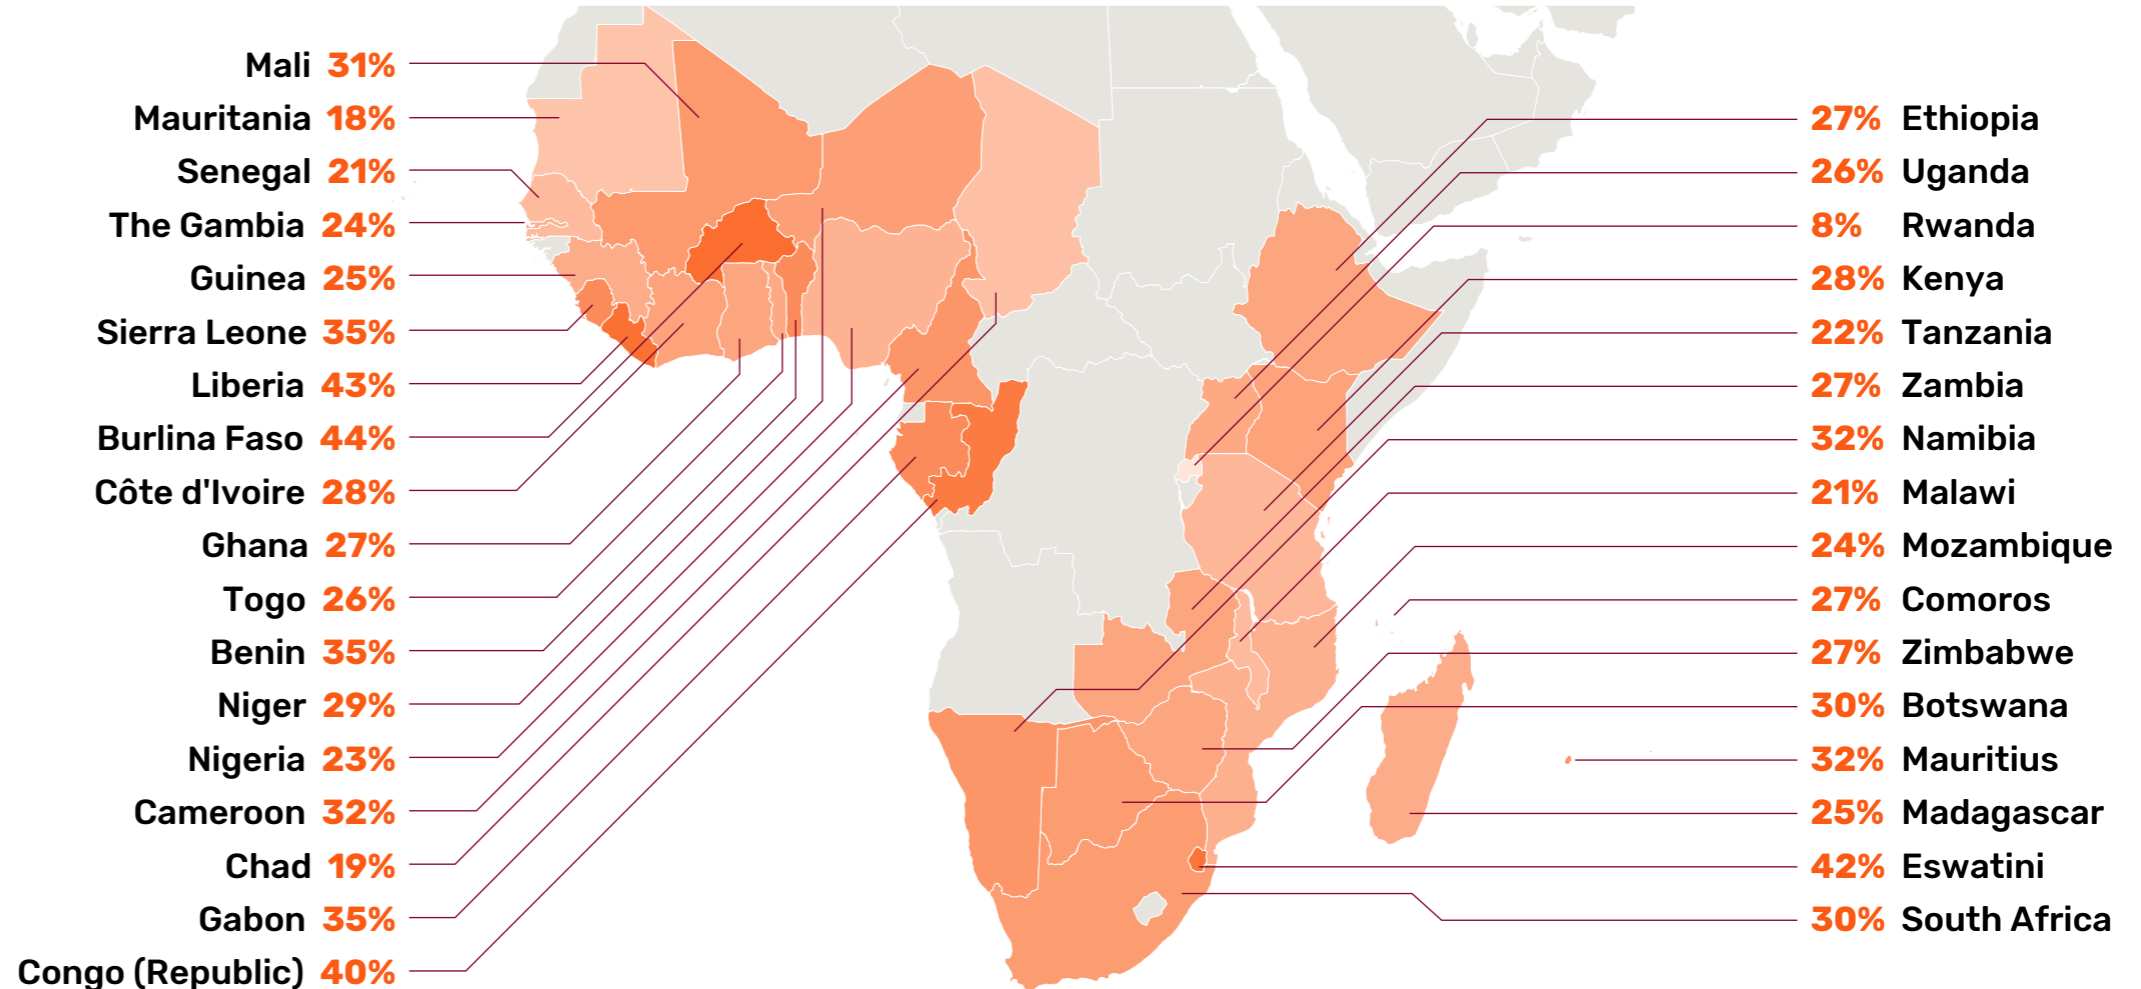 Mali 31%
Mauritania 18%
Senegal 21%
The Gambia 24%
Guinea 25%
Sierra Leone 35%
Liberia 43%
Burlina Faso 44%
Côte d'Ivoire 28%
Ghana 27%
Togo 26%
Benin 35%
Niger 29%
Nigeria 23%
Cameroon 32%
Chad 19%
Gabon 35%
Congo (Republic) 40%
27% Ethiopia
26% Uganda
8% Rwanda
28% Kenya
22% Tanzania
27% Zambia
32% Namibia
21% Malawi
24% Mozambique
27% Comoros
27% Zimbabwe
30% Botswana
32% Mauritius
25% Madagascar
42% Eswatini
30% South Africa